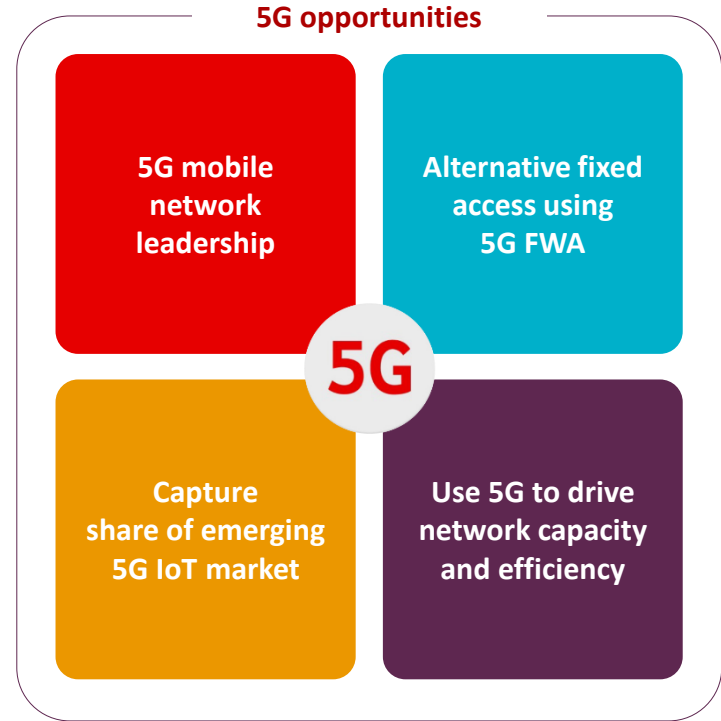 5G opportunities
5G mobile
network
leadership
Alternative fixed
access using
5G FWA
5G
Capture
share of emerging
5G IoT market
Use 5G to drive
network capacity
and efficiency